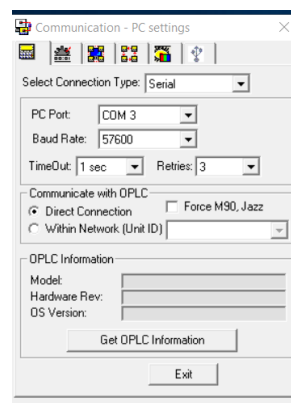 Communication - PC settings
Select Connection Type: Serial
PC Port: COM 3
Baud Rate: 57600
TimeOut: 1 sec Retries: 3
Communicate with OPLC
Direct Connection Force M90, Jazz
Within Network (Unit ID)
OPLC Information
Model:
Hardware Rev:
OS Version:
Get OPLC Information
Exit